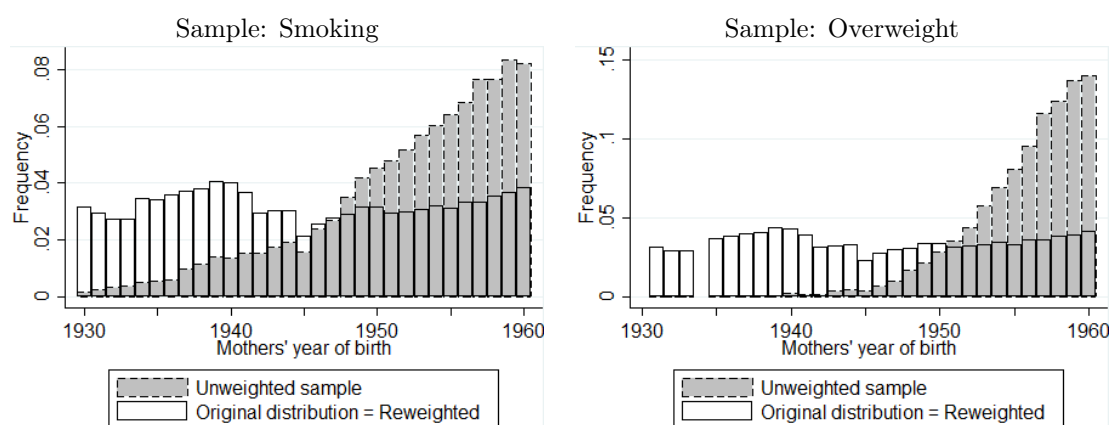 Sample: Smoking
Frequency
0 .02 .04 .06 .08
1930 1940 1950 1960
Mothers' year of birth
Unweighted sample
Original distribution = Reweighted
Sample: Overweight
Frequency
0 .05 .1 .15
1930 1940 1950 1960
Mothers' year of birth
Unweighted sample
Original distribution = Reweighted